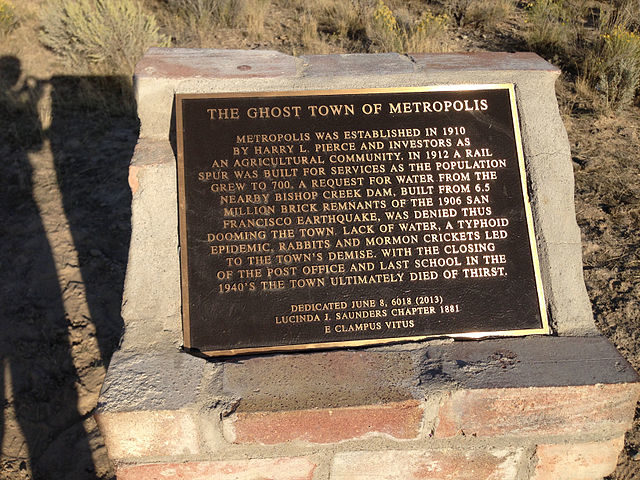 THE GHOST TOWN OF METROPOLIS
METROPOLIS WAS ESTABLISHED IN 1910
BY HARRY L. PIERCE AND INVESTORS AS
AN AGRICULTURAL COMMUNITY. IN 1912 A RAIL
SPUR WAS BUILT FOR SERVICES AS THE POPULATION
GREW TO 700. A REQUEST FOR WATER FROM THE
NEARBY BISHOP CREEK DAM, BUILT FROM 6.5
MILLION BRICK REMNANTS OF THE 1906 SAN
FRANCISCO EARTHQUAKE, WAS DENIED THUS
DOOMING THE TOWN. LACK OF WATER, A TYPHOID
EPIDEMIC, RABBITS AND MORMON CRICKETS LED
TO THE TOWN'S DEMISE. WITH THE CLOSING
OF THE POST OFFICE AND LAST SCHOOL IN THE
1940'S THE TOWN ULTIMATELY DIED OF THIRST.
DEDICATED JUNE 8, 6018 (2013)
LUCINDA J. SAUNDERS CHAPTER 1881
E CLAMPUS VITUS